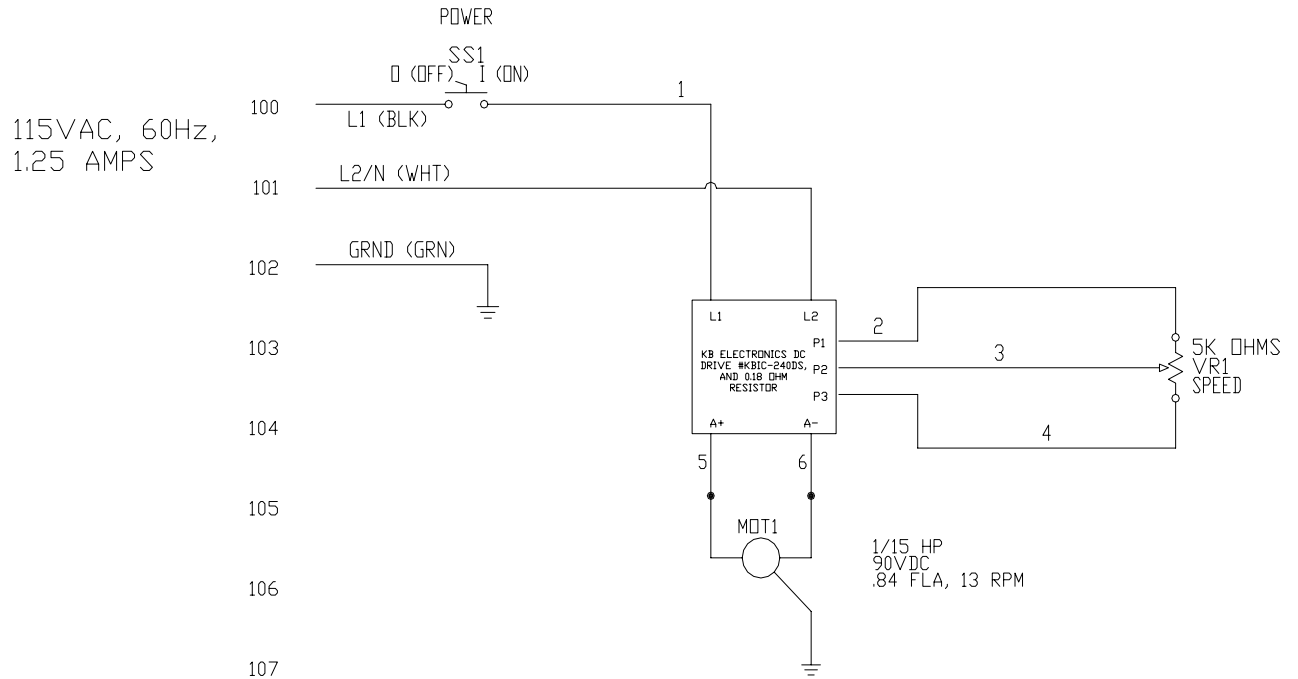 POWER
SS1
O (OFF) I (ON)
100
L1 (BLK)
1
115VAC, 60Hz,
1.25 AMPS
101
L2/N (WHT)
102
GRND (GRN)
103
L1 L2
P1
2
KB ELECTRONICS DC
DRIVE #KBIC-240DS,
AND 0.18 OHM
RESISTOR
P2
3
P3
5K OHMS
VR1
SPEED
104
A+ A-
4
5 6
105
MOT1
1/15 HP
90VDC
.84 FLA, 13 RPM
106
107